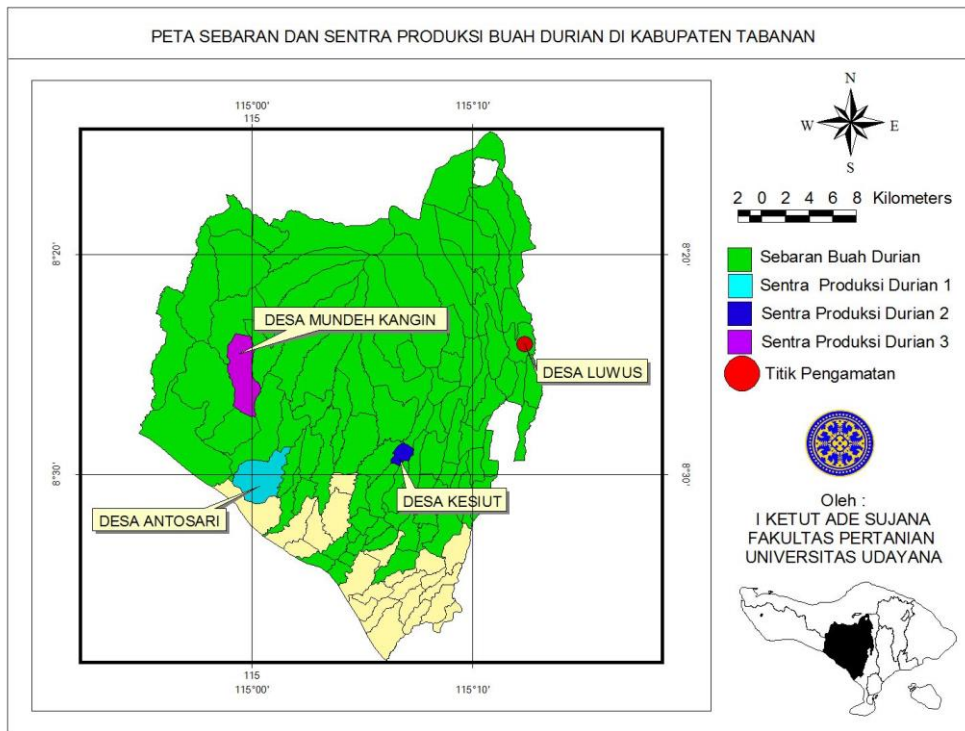 PETA SEBARAN DAN SENTRA PRODUKSI BUAH DURIAN DI KABUPATEN TABANAN
115°00'
115
115°10'
8°20'
8°20'
8°30'
8°30'
DESA MUNDEH KANGIN
DESA LUWUS
DESA KESIUT
DESA ANTOSARI
115
115°00'
115°10'
N
W
E
S
2 0 2 4 6 8 Kilometers
Sebaran Buah Durian
Sentra Produksi Durian 1
Sentra Produksi Durian 2
Sentra Produksi Durian 3
Titik Pengamatan
Oleh :
I KETUT ADE SUJANA
FAKULTAS PERTANIAN
UNIVERSITAS UDAYANA